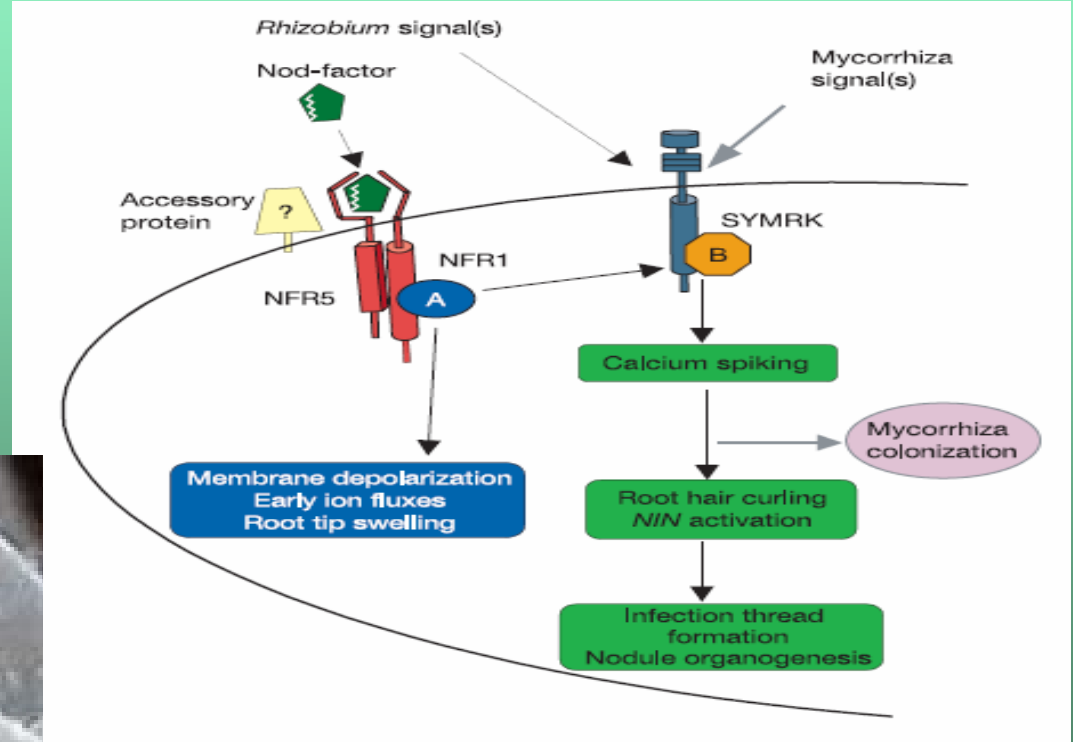 Rhizobium signal(s)
Nod-factor
Mycorrhiza
signal(s)
Accessory
protein
?
SYMRK
NFR1
B
NFR5
A
Calcium spiking
Mycorrhiza
colonization
Membrane depolarization
Early ion fluxes
Root tip swelling
Root hair curling
NIN activation
Infection thread
formation
Nodule organogenesis